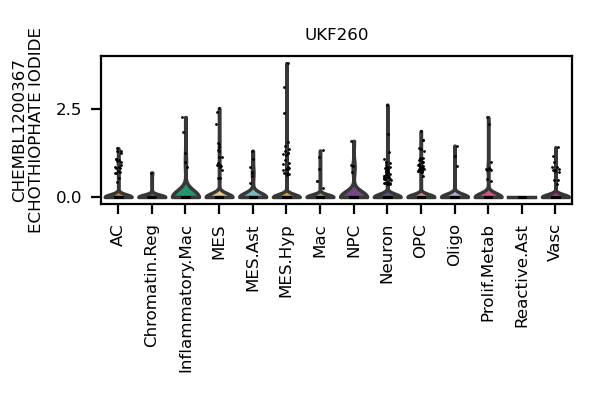 UKF260
CHEMBL1200367
ECHOTHIOPHATE IODIDE
2.5
0.0
AC
Chromatin.Reg
Inflammatory.Mac
MES
MES.Ast
MES.Hyp
Mac
NPC
Neuron
OPC
Oligo
Prolif.Metab
Reactive.Ast
Vasc